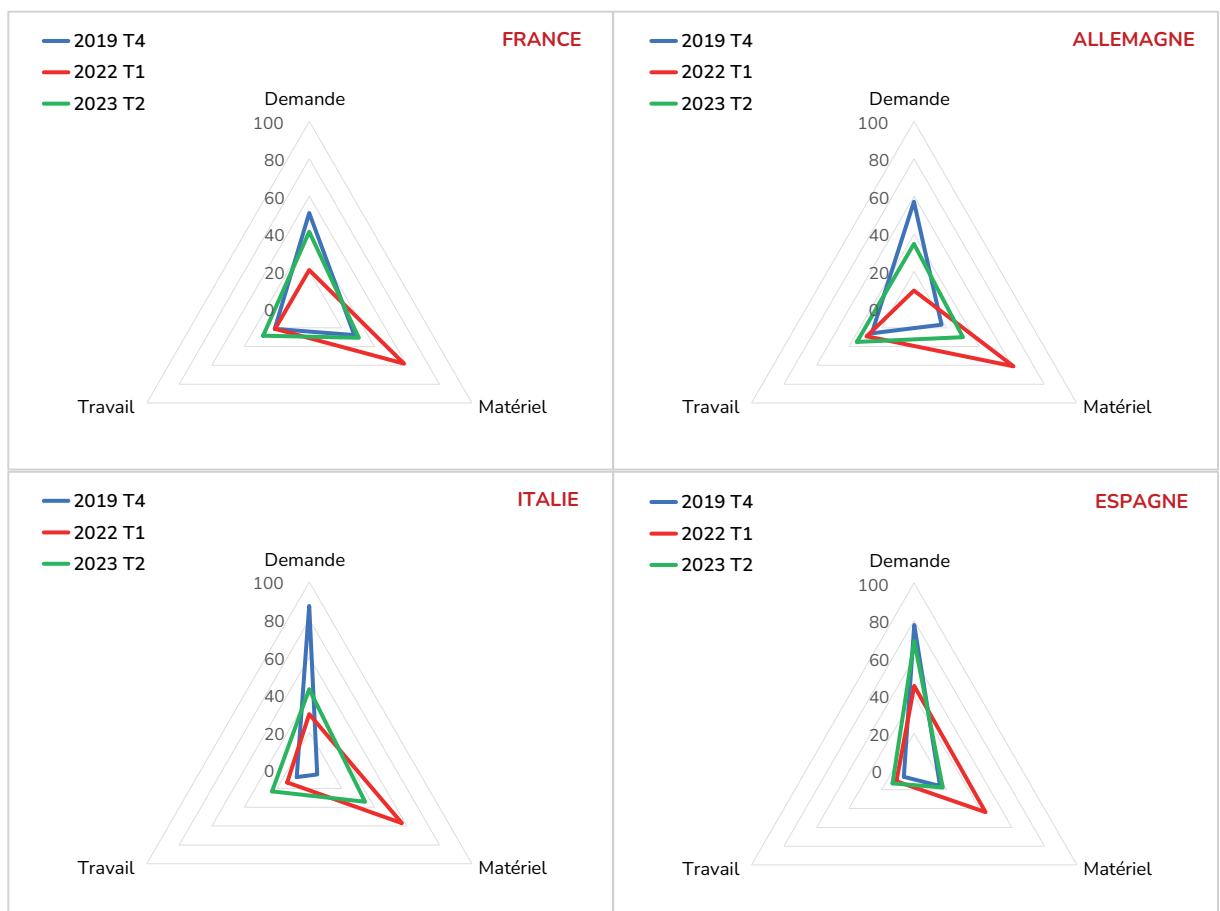 FRANCE
2019 T4
2022 T1
2023 T2
Demande
100
80
60
40
20
0
Travail
Matériel
ALLEMAGNE
2019 T4
2022 T1
2023 T2
Demande
100
80
60
40
20
0
Travail
Matériel
ITALIE
2019 T4
2022 T1
2023 T2
Demande
100
80
60
40
20
0
Travail
Matériel
ESPAGNE
2019 T4
2022 T1
2023 T2
Demande
100
80
60
40
20
0
Travail
Matériel